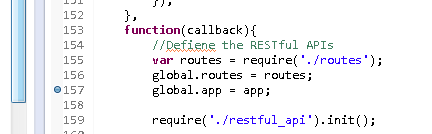 });
152 },
153 function(callback){
154 //Defiene the RESTful APIs
155 var routes = require('./routes');
156 global.routes = routes;
157 global.app = app;
158
159 require('./restful_api').init();